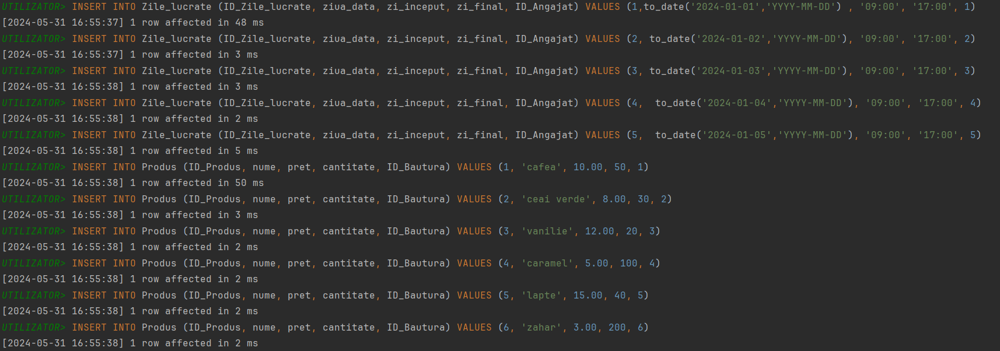 UTILIZATOR> INSERT INTO Zile_lucrate (ID_Zile_lucrate, ziua_data, zi_inceput, zi_final, ID_Angajat) VALUES (1,to_date('2024-01-01','YYYY-MM-DD') , '09:00', '17:00', 1)
[2024-05-31 16:55:37] 1 row affected in 48 ms
UTILIZATOR> INSERT INTO Zile_lucrate (ID_Zile_lucrate, ziua_data, zi_inceput, zi_final, ID_Angajat) VALUES (2, to_date('2024-01-02','YYYY-MM-DD'), '09:00', '17:00', 2)
[2024-05-31 16:55:37] 1 row affected in 3 ms
UTILIZATOR> INSERT INTO Zile_lucrate (ID_Zile_lucrate, ziua_data, zi_inceput, zi_final, ID_Angajat) VALUES (3, to_date('2024-01-03','YYYY-MM-DD'), '09:00', '17:00', 3)
[2024-05-31 16:55:38] 1 row affected in 3 ms
UTILIZATOR> INSERT INTO Zile_lucrate (ID_Zile_lucrate, ziua_data, zi_inceput, zi_final, ID_Angajat) VALUES (4,  to_date('2024-01-04','YYYY-MM-DD'), '09:00', '17:00', 4)
[2024-05-31 16:55:38] 1 row affected in 2 ms
UTILIZATOR> INSERT INTO Zile_lucrate (ID_Zile_lucrate, ziua_data, zi_inceput, zi_final, ID_Angajat) VALUES (5,  to_date('2024-01-05','YYYY-MM-DD'), '09:00', '17:00', 5)
[2024-05-31 16:55:38] 1 row affected in 5 ms
UTILIZATOR> INSERT INTO Produs (ID_Produs, nume, pret, cantitate, ID_Bautura) VALUES (1, 'cafea', 10.00, 50, 1)
[2024-05-31 16:55:38] 1 row affected in 50 ms
UTILIZATOR> INSERT INTO Produs (ID_Produs, nume, pret, cantitate, ID_Bautura) VALUES (2, 'ceai verde', 8.00, 30, 2)
[2024-05-31 16:55:38] 1 row affected in 3 ms
UTILIZATOR> INSERT INTO Produs (ID_Produs, nume, pret, cantitate, ID_Bautura) VALUES (3, 'vanilie', 12.00, 20, 3)
[2024-05-31 16:55:38] 1 row affected in 2 ms
UTILIZATOR> INSERT INTO Produs (ID_Produs, nume, pret, cantitate, ID_Bautura) VALUES (4, 'caramel', 5.00, 100, 4)
[2024-05-31 16:55:38] 1 row affected in 2 ms
UTILIZATOR> INSERT INTO Produs (ID_Produs, nume, pret, cantitate, ID_Bautura) VALUES (5, 'lapte', 15.00, 40, 5)
[2024-05-31 16:55:38] 1 row affected in 2 ms
UTILIZATOR> INSERT INTO Produs (ID_Produs, nume, pret, cantitate, ID_Bautura) VALUES (6, 'zahar', 3.00, 200, 6)
[2024-05-31 16:55:38] 1 row affected in 2 ms